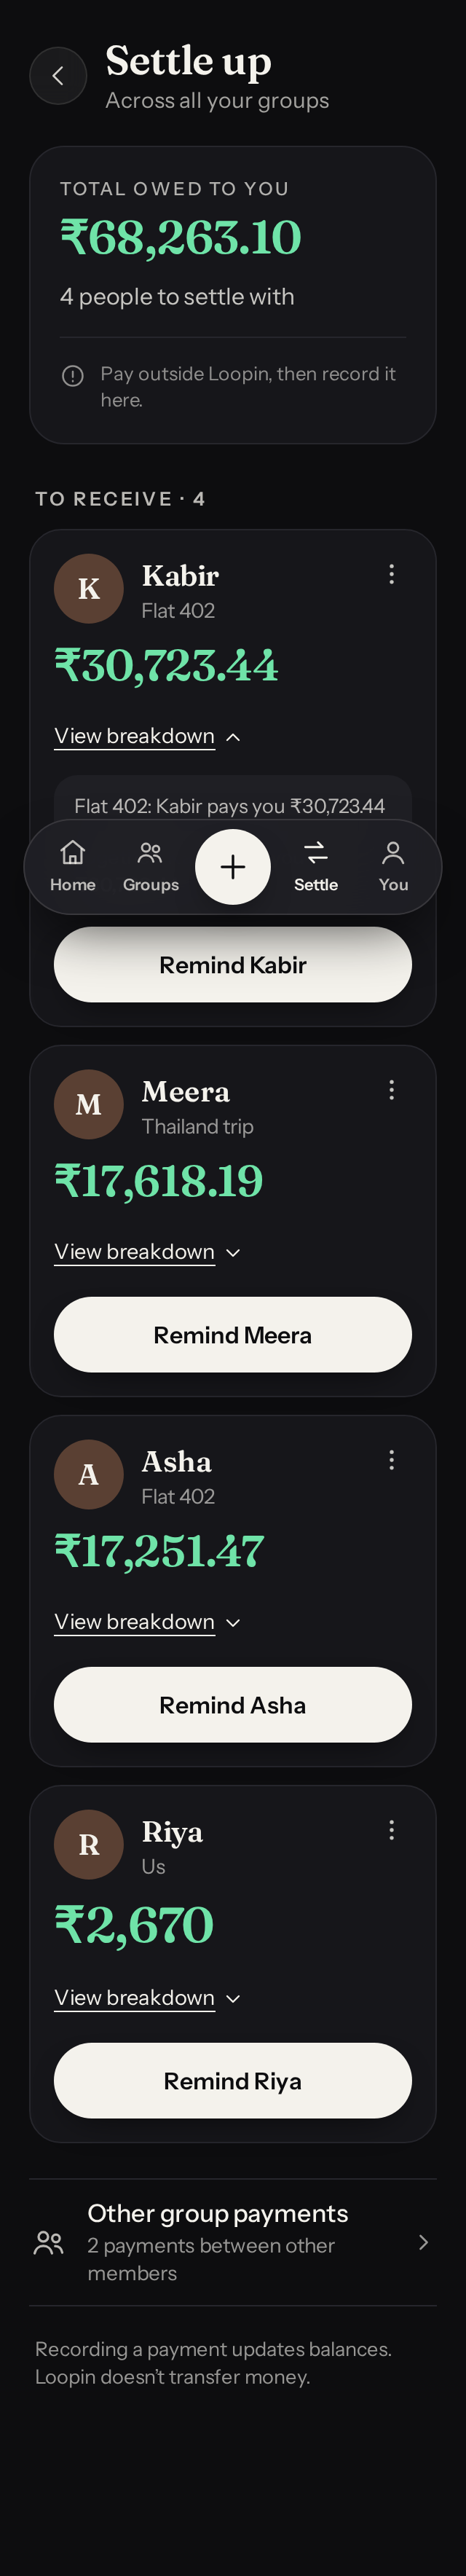 Settle up
Across all your groups
TOTAL OWED TO YOU
₹68,263.10
4 people to settle with
Pay outside Loopin, then record it
here.
TO RECEIVE · 4
K
Kabir
Flat 402
₹30,723.44
View breakdown
Flat 402: Kabir pays you ₹30,723.44
Home
Groups
Settle
You
Remind Kabir
M
Meera
Thailand trip
₹17,618.19
View breakdown
Remind Meera
A
Asha
Flat 402
₹17,251.47
View breakdown
Remind Asha
R
Riya
Us
₹2,670
View breakdown
Remind Riya
Other group payments
2 payments between other
members
Recording a payment updates balances.
Loopin doesn't transfer money.